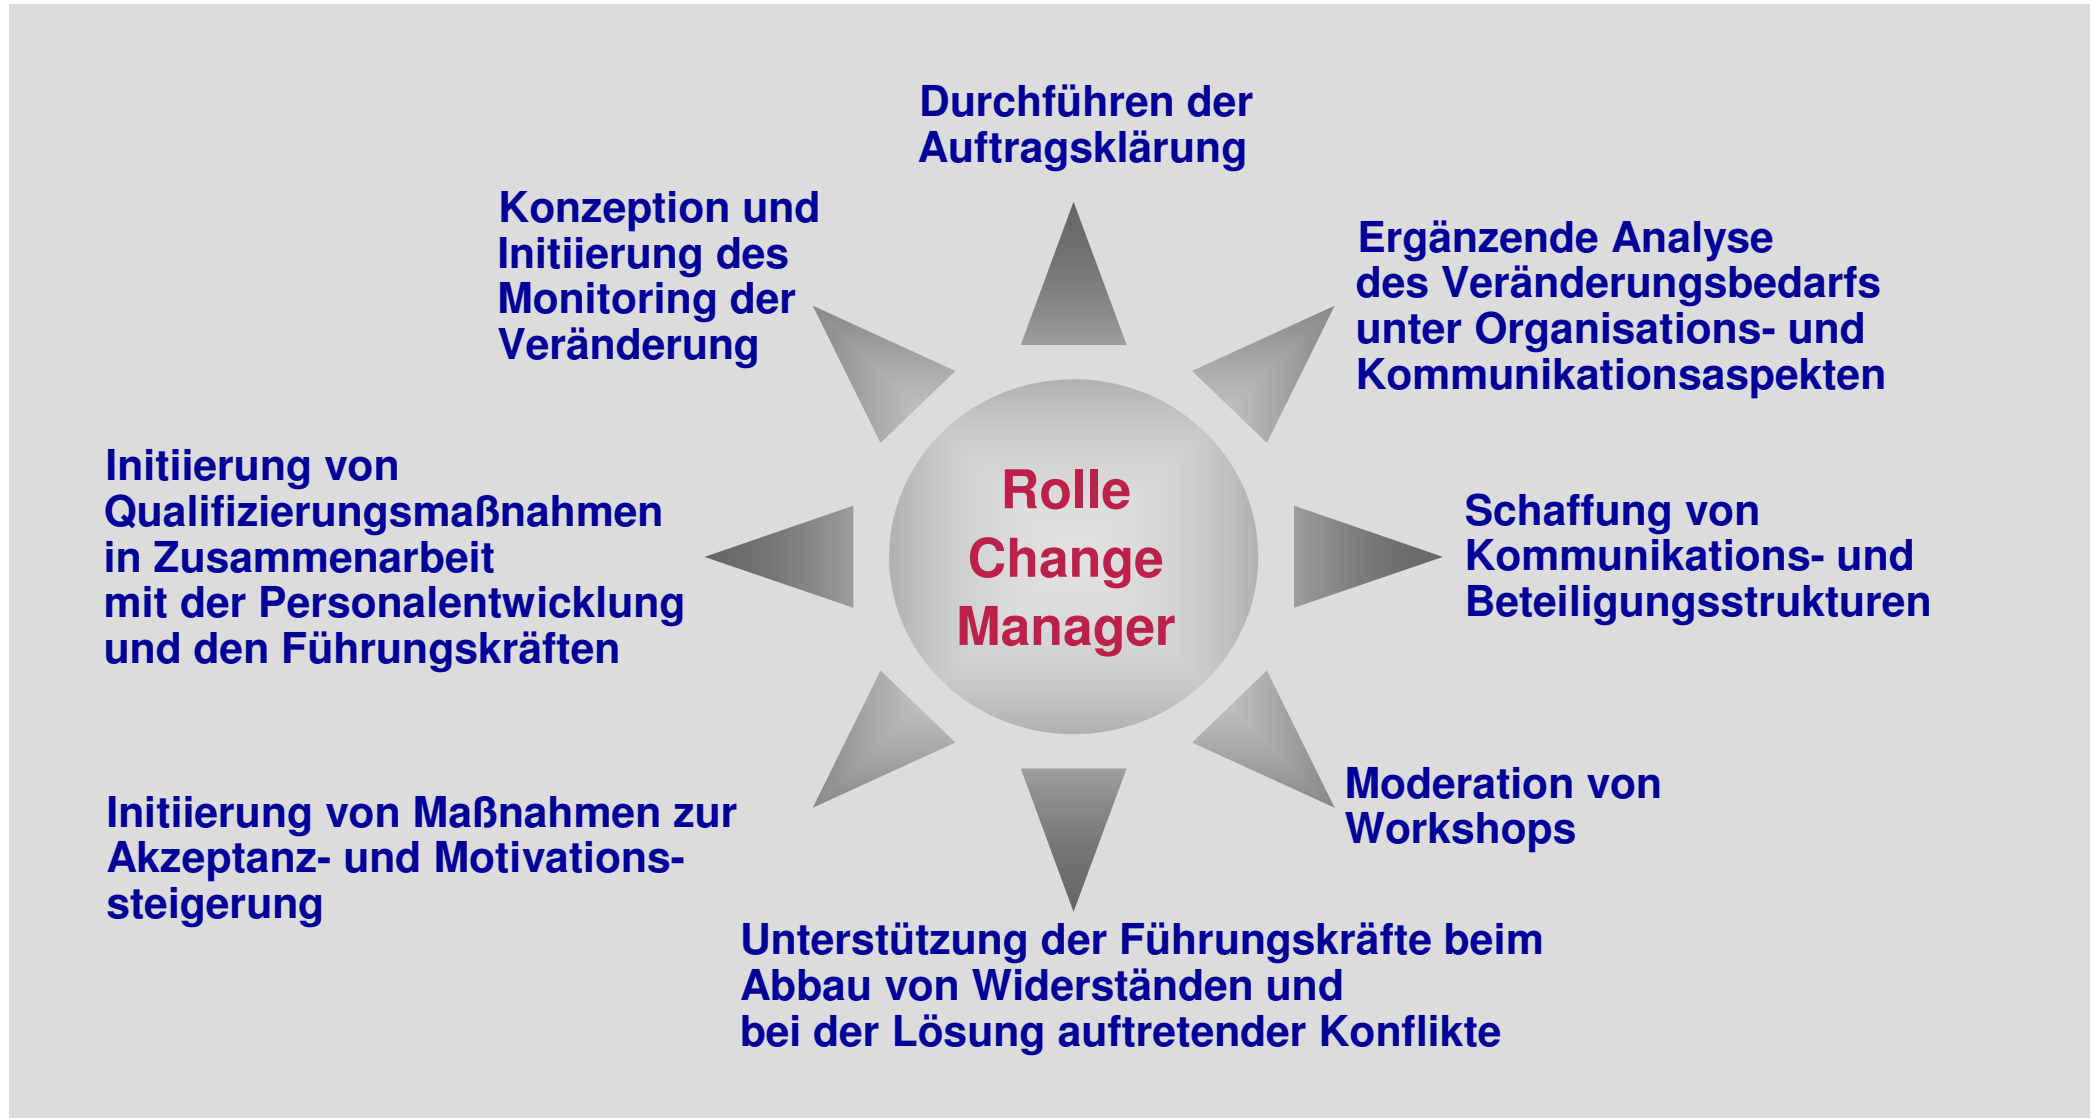 Durchführen der
Auftragsklärung
Konzeption und
Initiierung des
Monitoring der
Veränderung
Ergänzende Analyse
des Veränderungsbedarfs
unter Organisations- und
Kommunikationsaspekten
Initiierung von
Qualifizierungsmaßnahmen
in Zusammenarbeit
mit der Personalentwicklung
und den Führungskräften
Rolle
Change
Manager
Schaffung von
Kommunikations- und
Beteiligungsstrukturen
Initiierung von Maßnahmen zur
Akzeptanz- und Motivations-
steigerung
Moderation von
Workshops
Unterstützung der Führungskräfte beim
Abbau von Widerständen und
bei der Lösung auftretender Konflikte